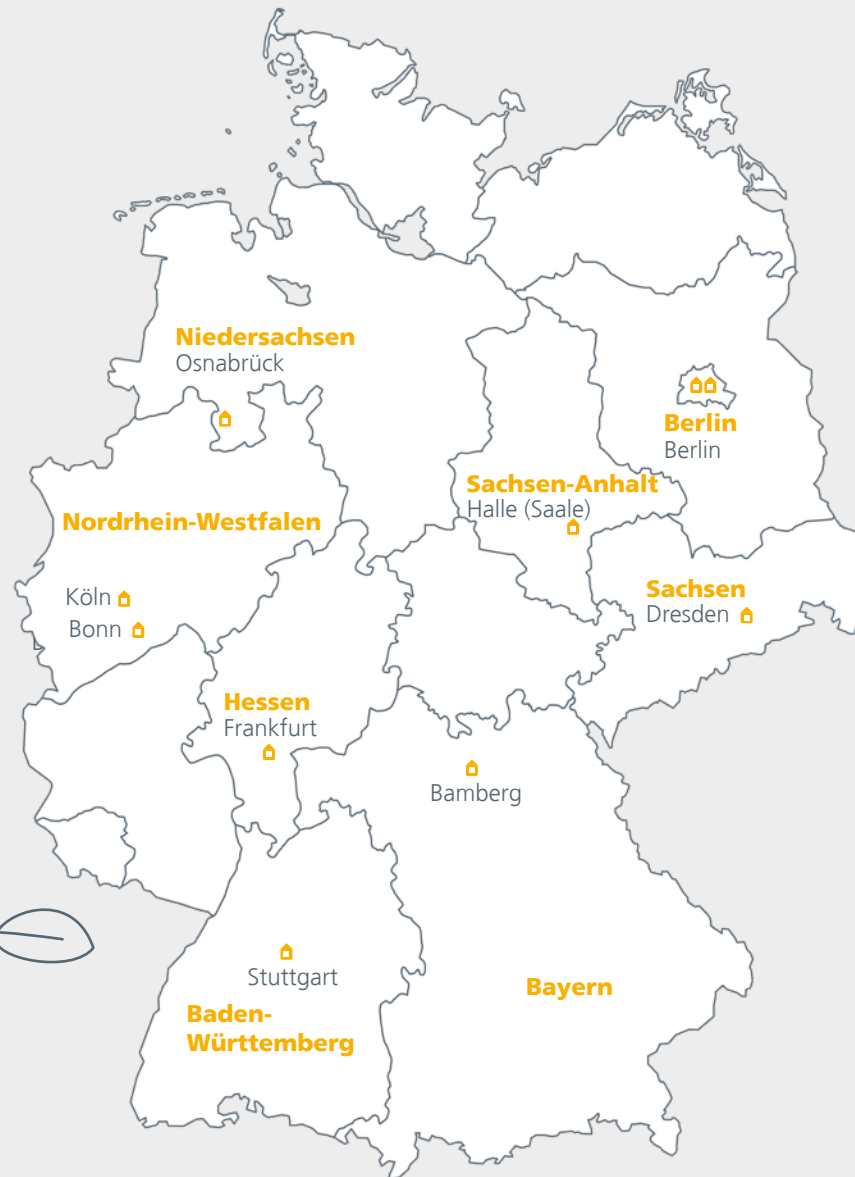 Niedersachsen
Osnabrück
Berlin
Berlin
Sachsen-Anhalt
Halle (Saale)
Nordrhein-Westfalen
Köln
Bonn
Sachsen
Dresden
Hessen
Frankfurt
Bamberg
Stuttgart
Bayern
Baden-
Württemberg